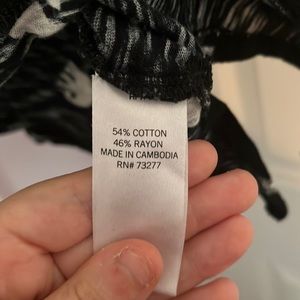 54% COTTON
46% RAYON
MADE IN CAMBODIA
RN# 73277